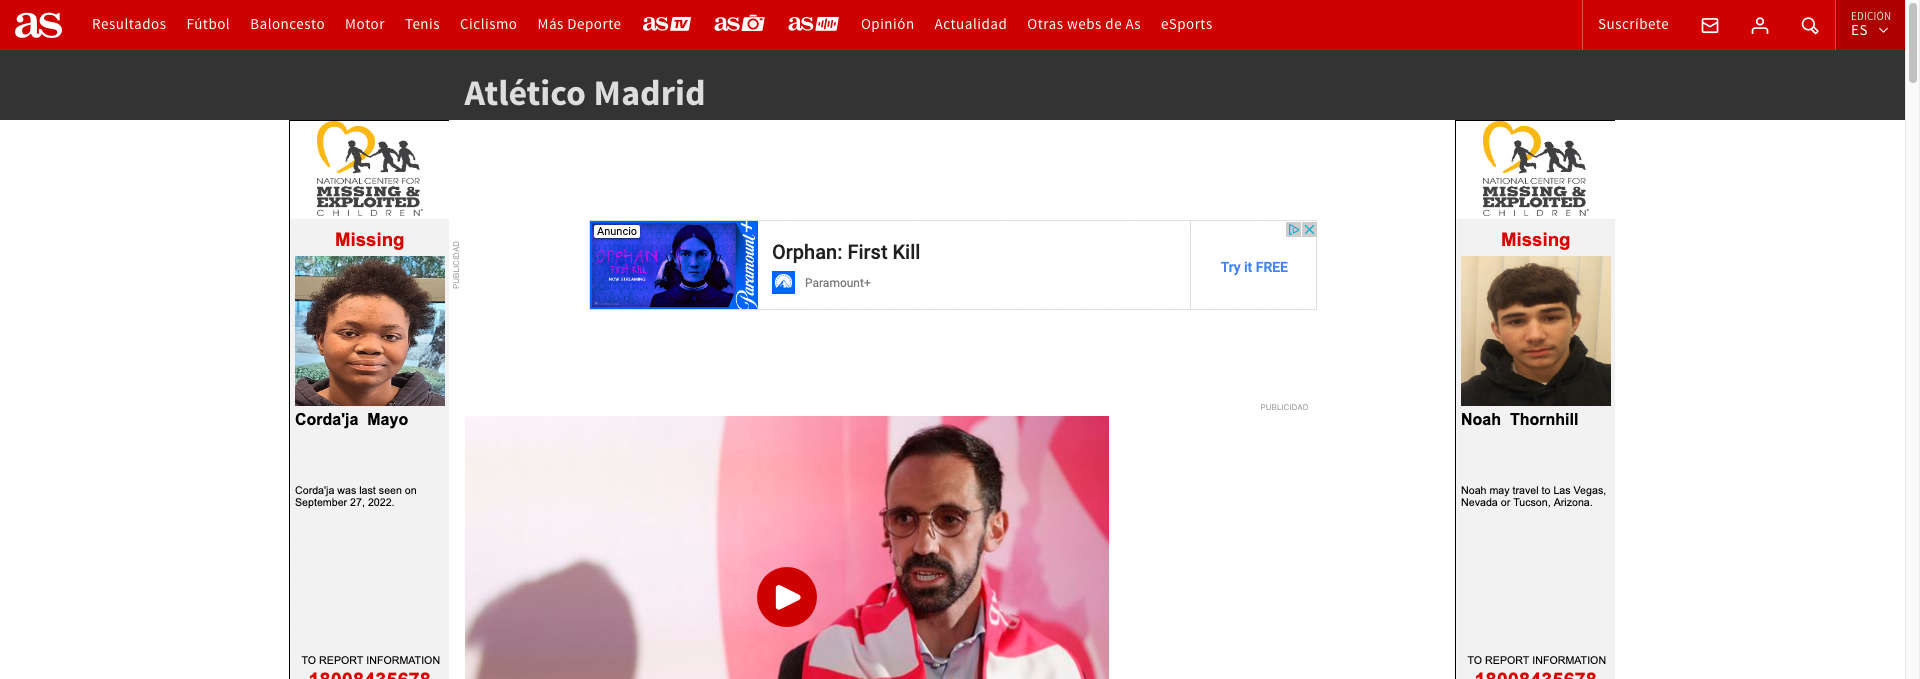 as
Resultados
Fútbol
Baloncesto
Motor
Tenis
Ciclismo
Más Deporte
as TV
as
as
Opinión
Actualidad
Otras webs de As
eSports
Suscríbete
EDICIÓN
ES
Atlético Madrid
NATIONAL CENTER FOR
MISSING &
EXPLOITED
CHILDREN
Missing
Corda'ja Mayo
Corda'ja was last seen on
September 27, 2022.
TO REPORT INFORMATION
18008435678
PUBLICIDAD
Anuncio
ORPHAN
FIRST KILL
NOW STREAMING
Paramount+
Orphan: First Kill
Paramount+
Try it FREE
PUBLICIDAD
NATIONAL CENTER FOR
MISSING &
EXPLOITED
CHILDREN
Missing
Noah Thornhill
Noah may travel to Las Vegas,
Nevada or Tucson, Arizona.
TO REPORT INFORMATION
18008435678